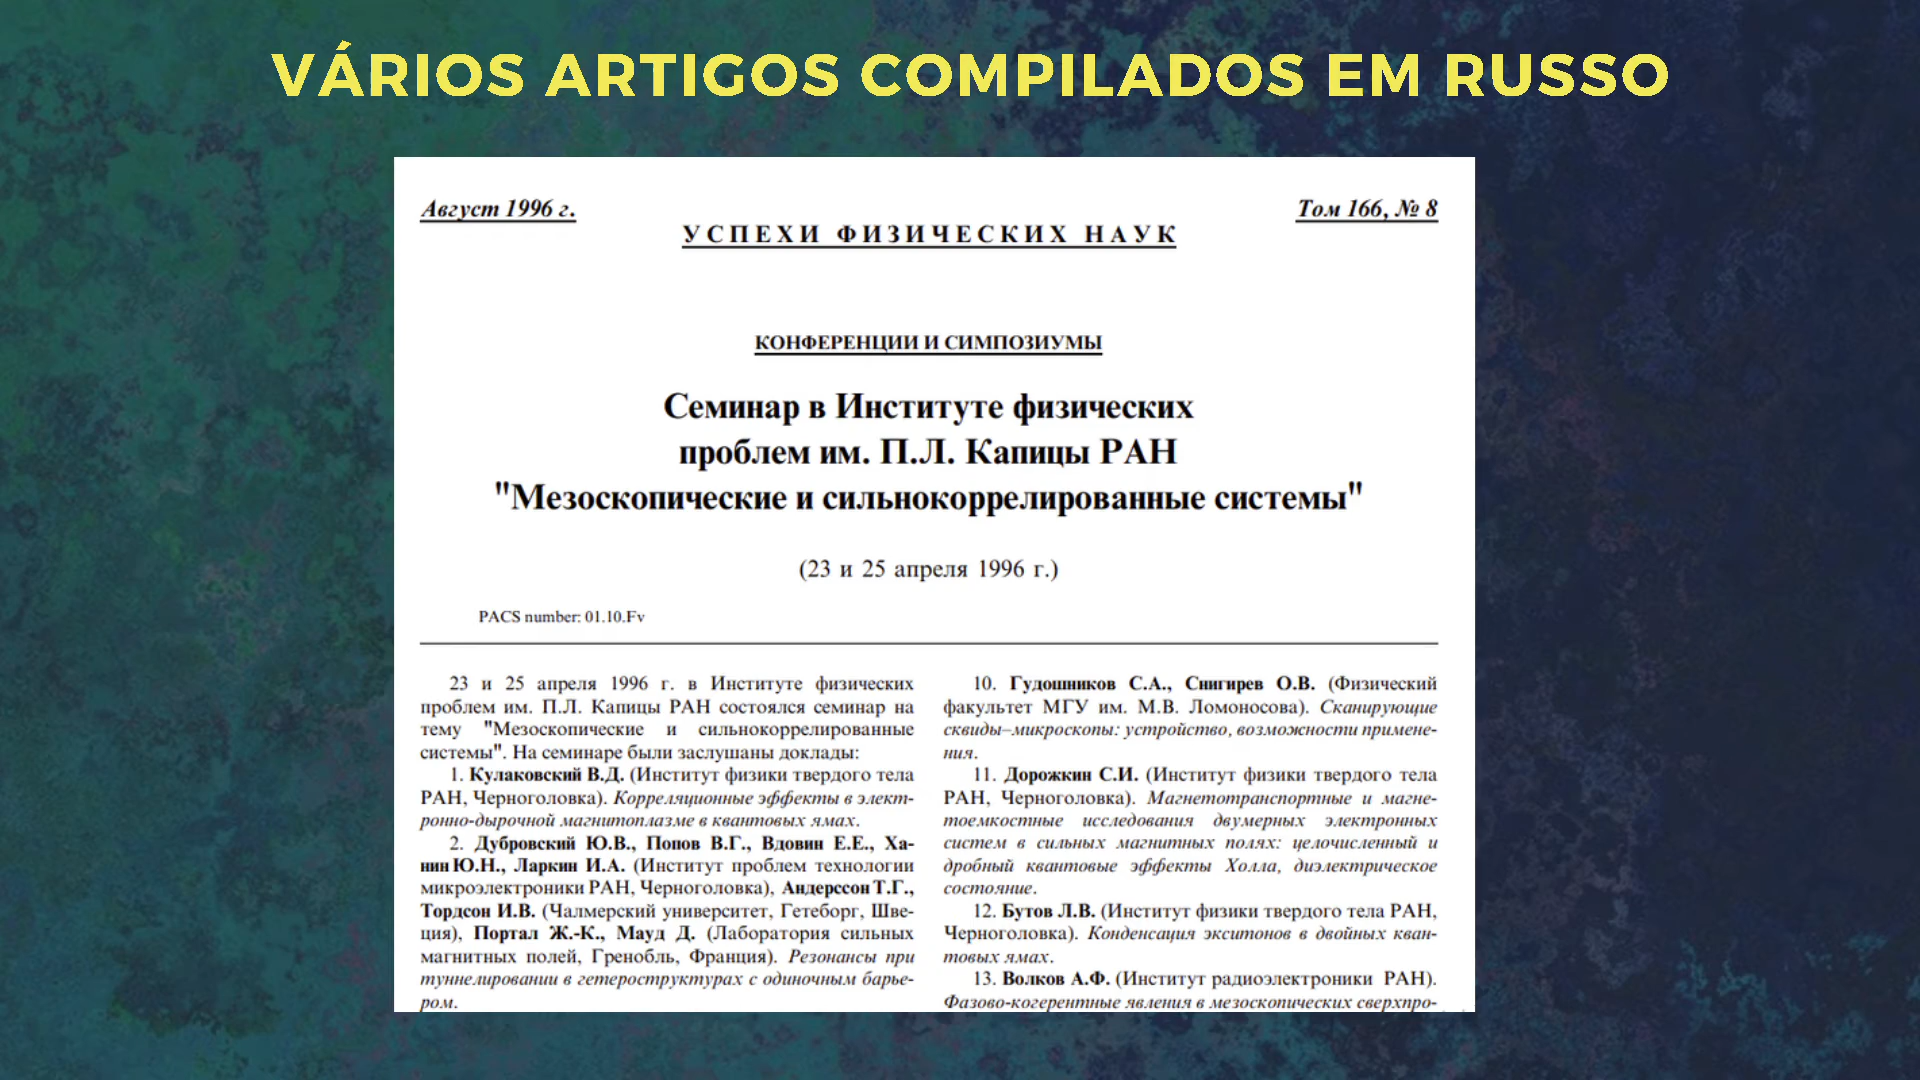 VÁRIOS ARTIGOS COMPILADOS EM RUSSO
Август 1996 г.
Том 166, № 8
УСПЕХИ ФИЗИЧЕСКИХ НАУК
КОНФЕРЕНЦИИ И СИМПОЗИУМЫ
Семинар в Институте физических
проблем им. П.Л. Капицы РАН
"Мезоскопические и сильнокоррелированные системы"
(23 и 25 апреля 1996 г.)
PACS number: 01.10.Fv
23 и 25 апреля 1996 г. в Институте физических
проблем им. П.Л. Капицы РАН состоялся семинар на
тему "Мезоскопические и сильнокоррелированные
системы". На семинаре были заслушаны доклады:
1. Кулаковский В.Д. (Институт физики твердого тела
РАН, Черноголовка). Корреляционные эффекты в элект-
ронно-дырочной магнитоплазме в квантовых ямах.
2. Дубровский Ю.В., Попов В.Г., Вдовин Е.Е., Ха-
нин Ю.Н., Ларкин И.А. (Институт проблем технологии
микроэлектроники РАН, Черноголовка), Андерссон Т.Г.,
Тордсон И.В. (Чалмерский университет, Гетеборг, Шве-
ция), Портал Ж.-К., Мауд Д. (Лаборатория сильных
магнитных полей, Гренобль, Франция). Резонансы при
туннелировании в гетероструктурах с одиночным барье-
ром.
10. Гудошников С.А., Снигирев О.В. (Физический
факультет МГУ им. М.В. Ломоносова). Сканирующие
сквиды–микроскопы: устройство, возможности примене-
ния.
11. Дорожкин С.И. (Институт физики твердого тела
РАН, Черноголовка). Магнетотранспортные и магне-
тоемкостные исследования двумерных электронных
систем в сильных магнитных полях: целочисленный и
дробный квантовые эффекты Холла, диэлектрическое
состояние.
12. Бутов Л.В. (Институт физики твердого тела РАН,
Черноголовка). Конденсация экситонов в двойных кван-
товых ямах.
13. Волков А.Ф. (Институт радиоэлектроники РАН).
Фазово-когерентные явления в мезоскопических сверхпро-